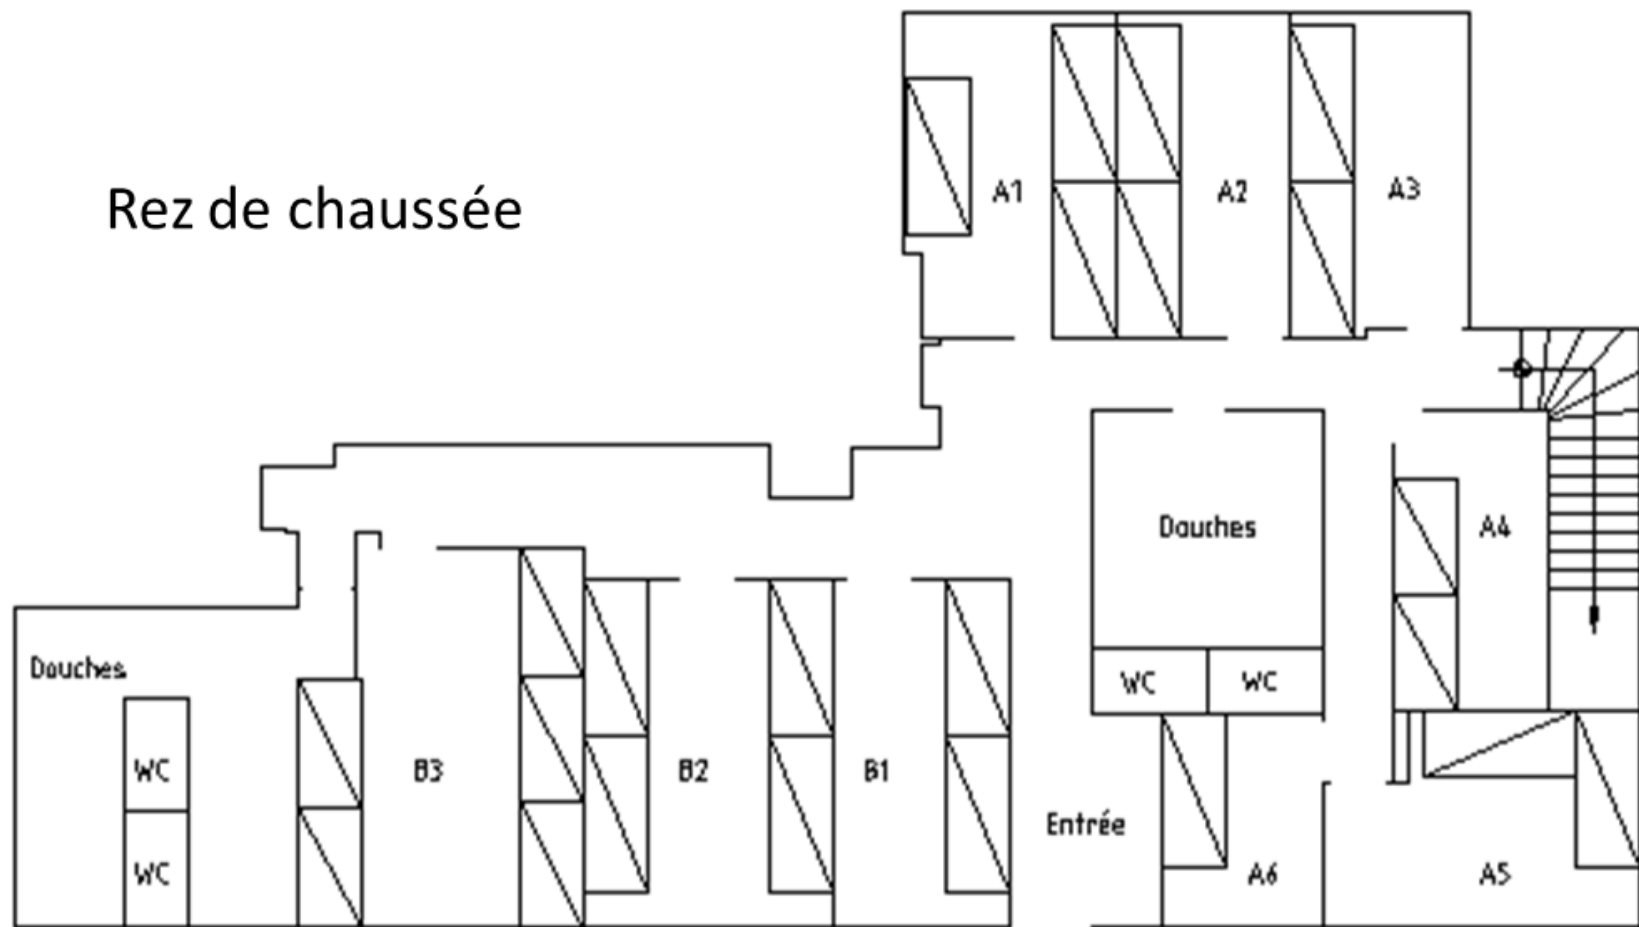 Rez de chaussée
A1
A2
A3
Douches
A4
Douches
WC
WC
WC
B3
B2
B1
Entrée
WC
A6
A5